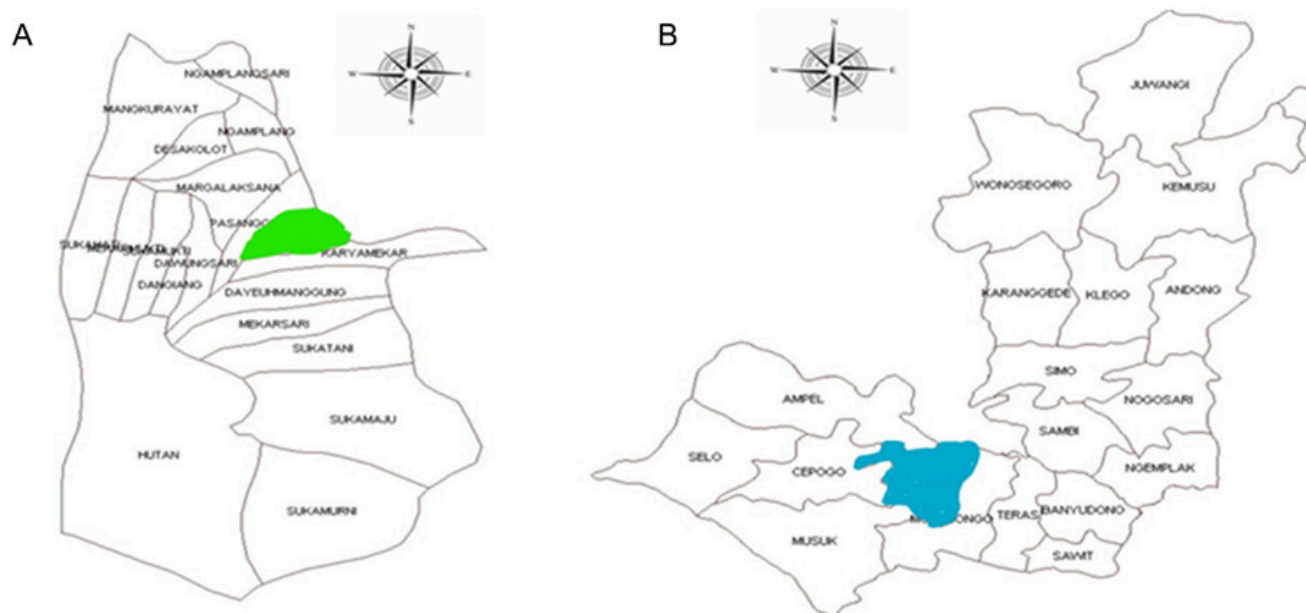 A
N
W
E
S
NGAMPLANGSARI
MANGKURAYAT
NGAMPLANG
DESAKOLOT
MARGALAKSANA
SUKAMUKTI
DAWUNGSARI
DANGIANG
KARYAMEKAR
DAYEUHMANGGUNG
MEKARSARI
SUKATANI
SUKAMAJU
HUTAN
SUKAMURNI
B
N
W
E
S
JUWANGI
WONOSEGORO
KEMUSU
KARANGGEDE
KLEGO
ANDONG
SIMO
AMPEL
NOGOSARI
SAMBI
SELO
CEPOGO
NGEMPLAK
TERAS
BANYUDONO
MUSUK
SAWIT